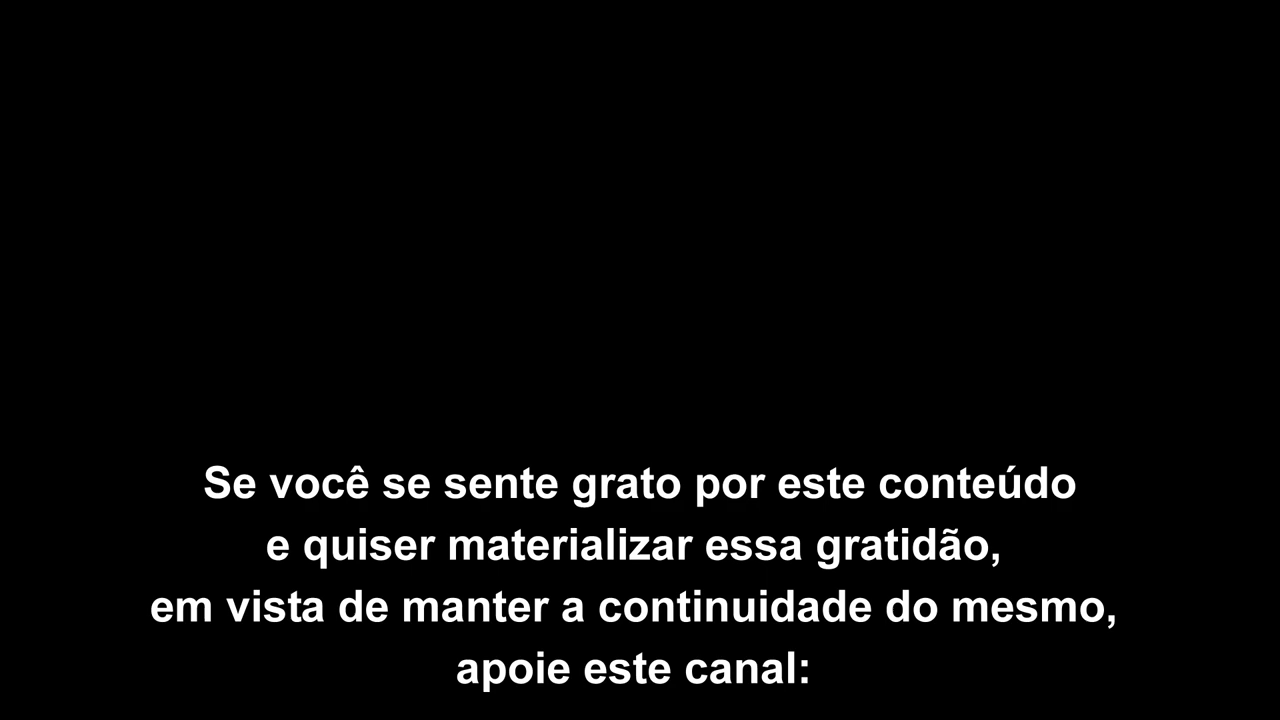 Se você se sente grato por este conteúdo
e quiser materializar essa gratidão,
em vista de manter a continuidade do mesmo,
apoie este canal: